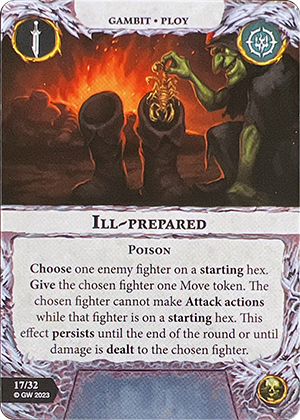 GAMBIT • PLOY
ILL-PREPARED
POISON
Choose one enemy fighter on a starting hex.
Give the chosen fighter one Move token. The
chosen fighter cannot make Attack actions
while that fighter is on a starting hex. This
effect persists until the end of the round or until
damage is dealt to the chosen fighter.
17/32
© GW 2023